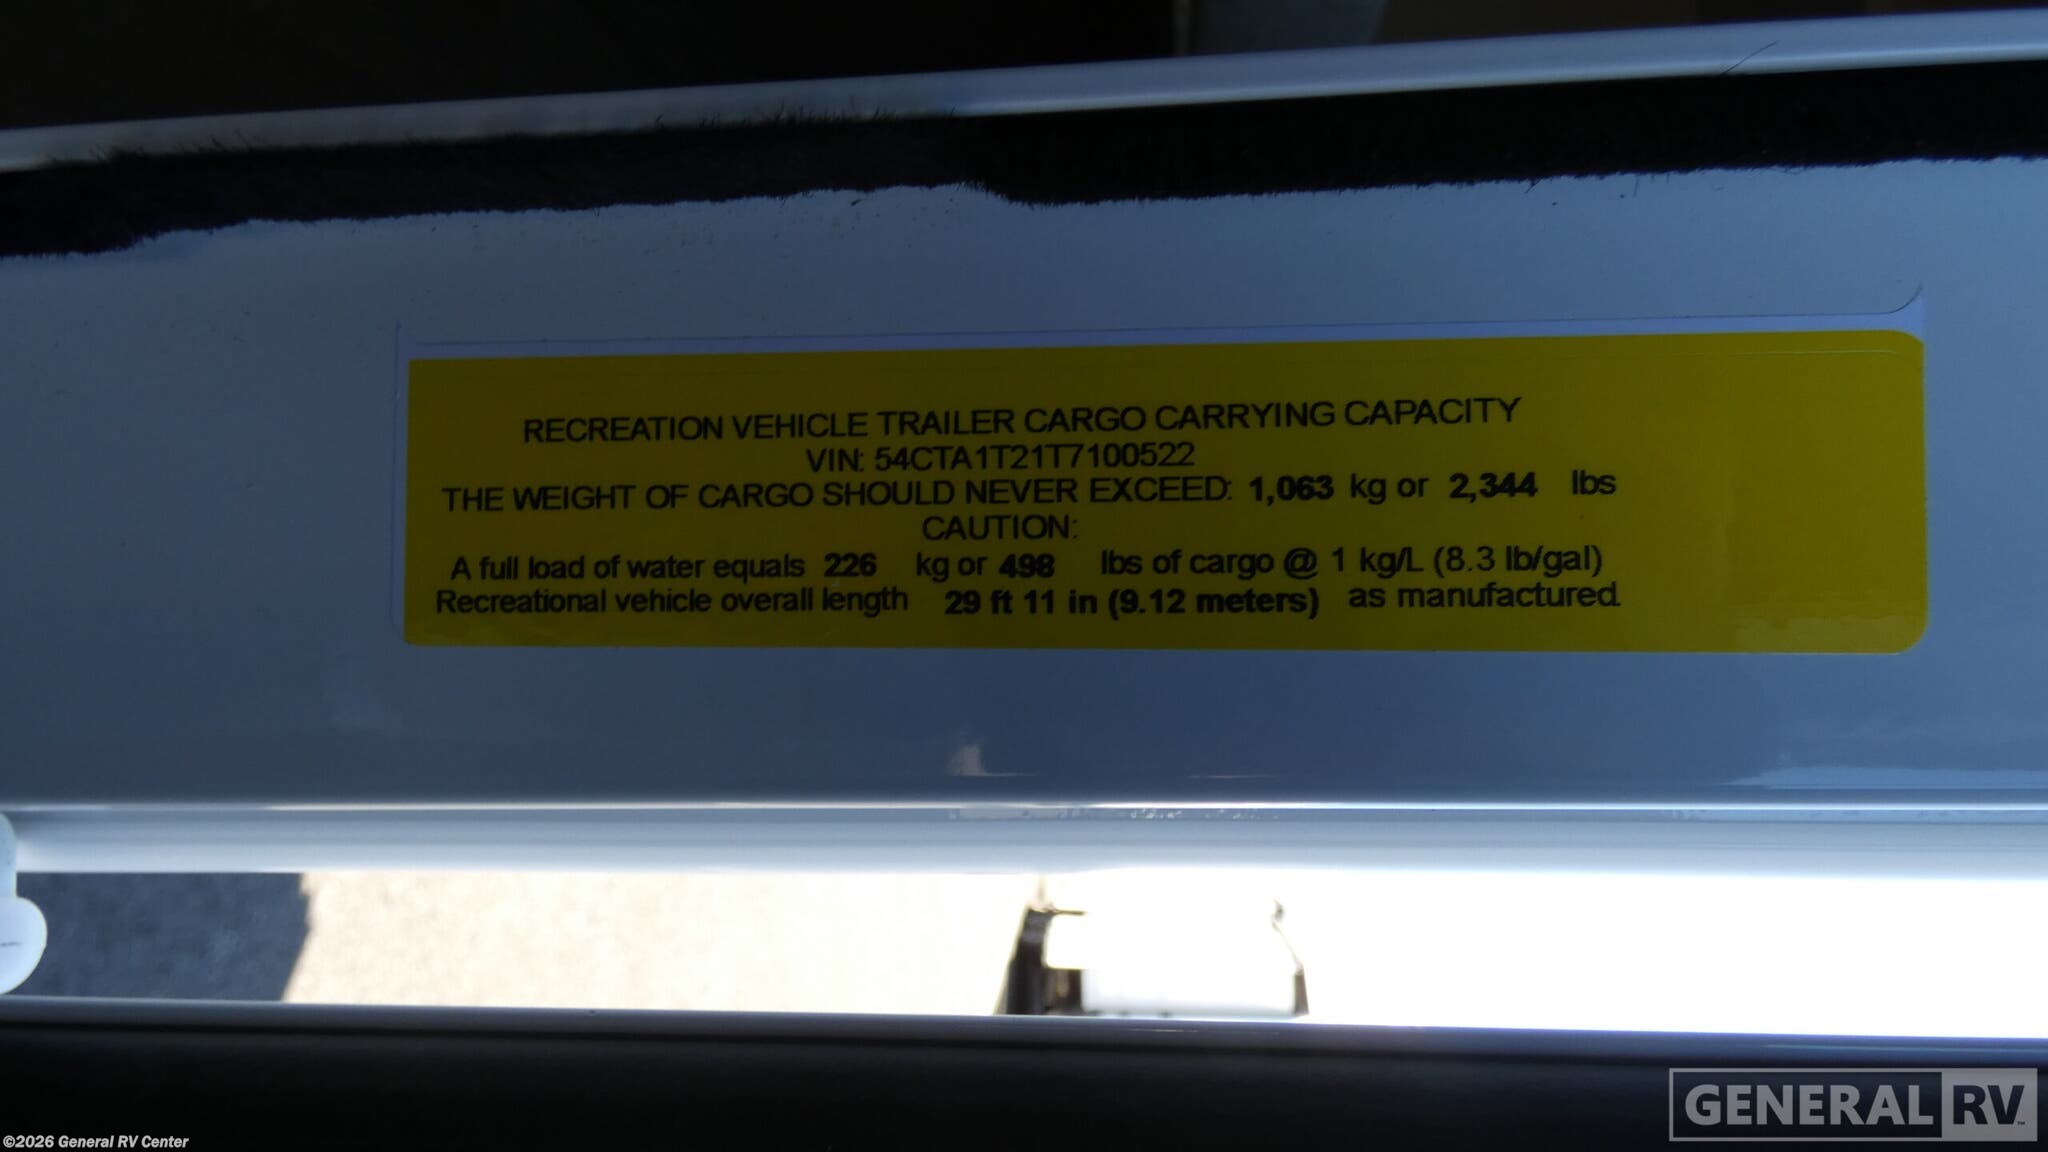 RECREATION VEHICLE TRAILER CARGO CARRYING CAPACITY
VIN: 54CTA1T21T7100522
THE WEIGHT OF CARGO SHOULD NEVER EXCEED: 1,063 kg or 2,344 lbs
CAUTION:
A full load of water equals 226 kg or 498 lbs of cargo @ 1 kg/L (8.3 lb/gal)
Recreational vehicle overall length 29 ft 11 in (9.12 meters) as manufactured.
GENERAL RV
©2026 General RV Center